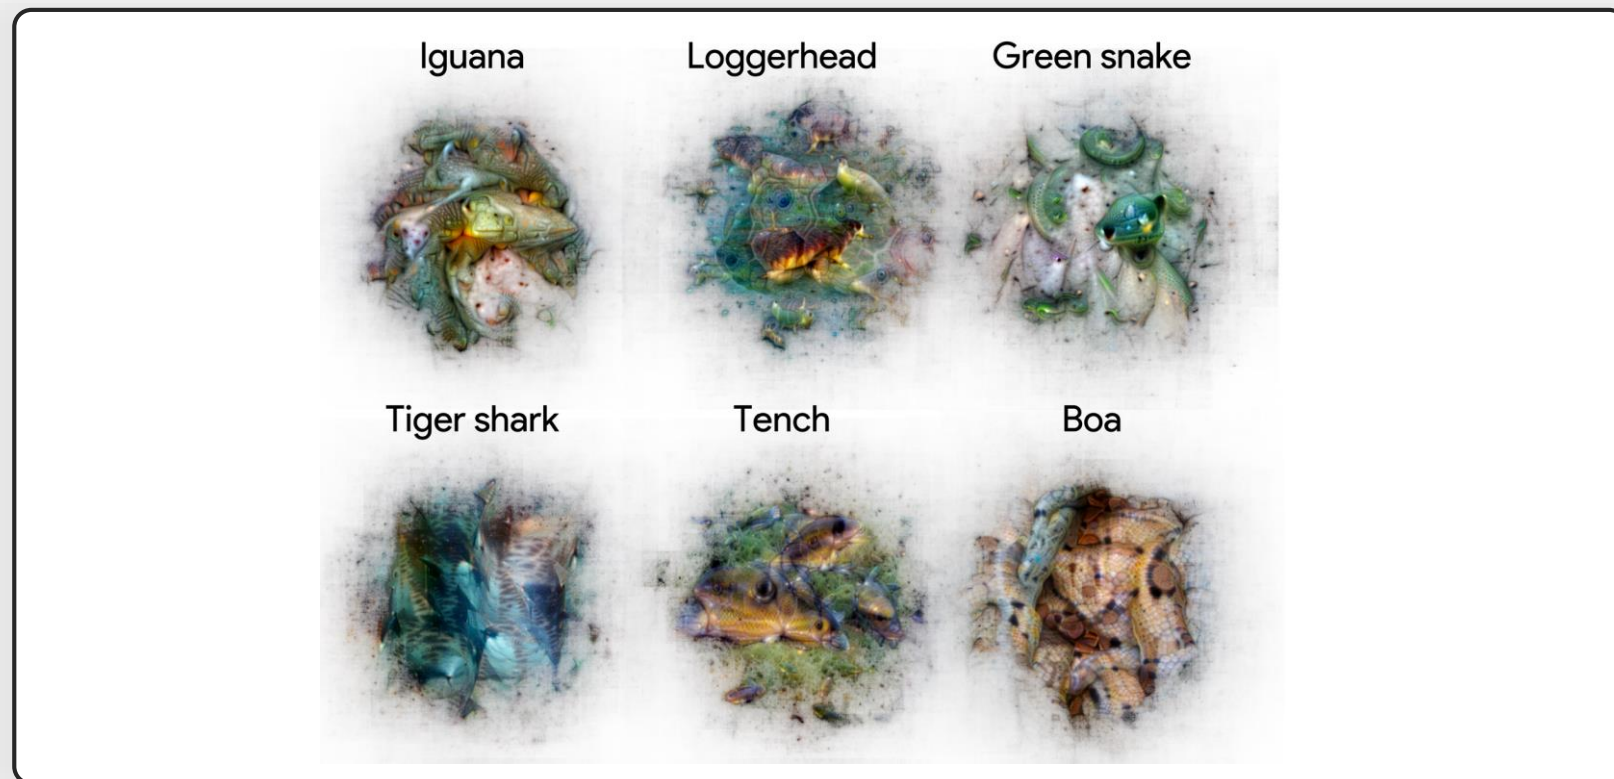 Iguana
Loggerhead
Green snake
Tiger shark
Tench
Boa